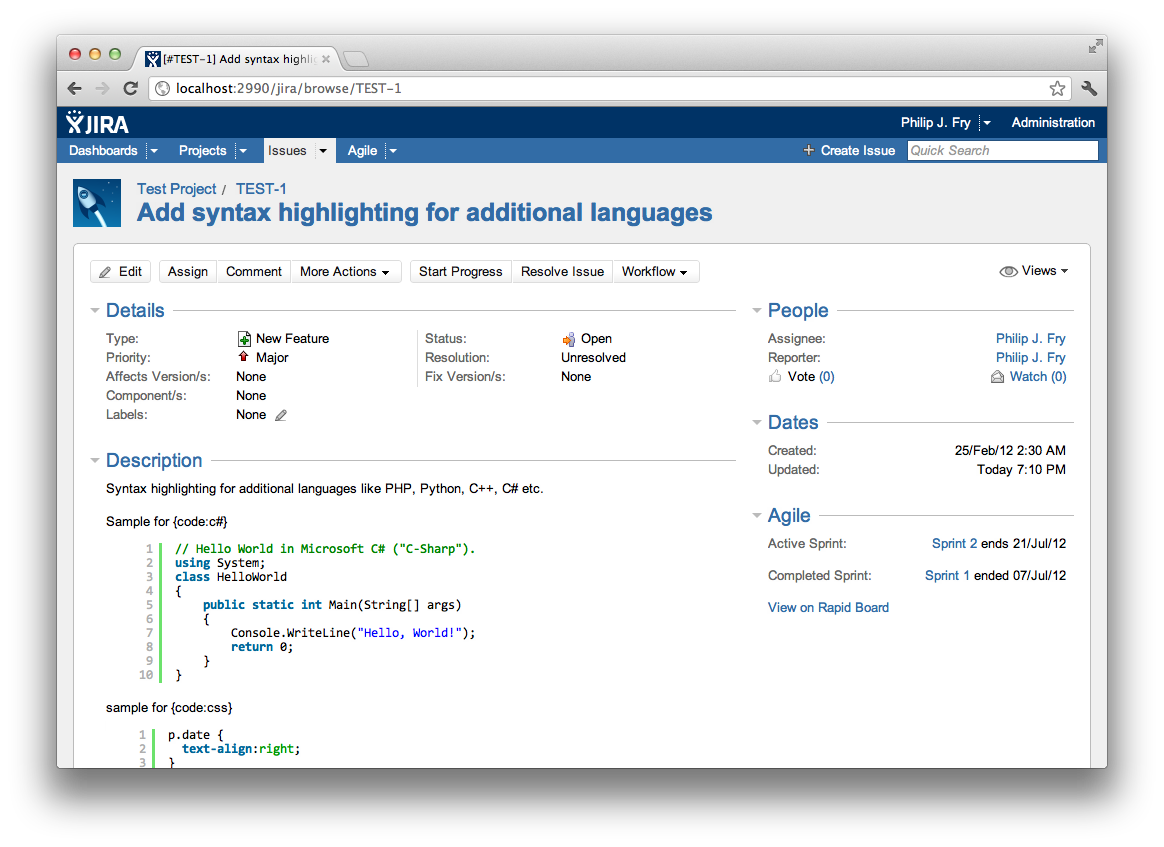 [#TEST-1] Add syntax highlig
localhost:2990/jira/browse/TEST-1
JIRA Philip J. Fry Administration
Dashboards Projects Issues Agile + Create Issue Quick Search
Test Project / TEST-1
Add syntax highlighting for additional languages
Edit Assign Comment More Actions Start Progress Resolve Issue Workflow Views
Details
Type: New Feature Status: Open
Priority: Major Resolution: Unresolved
Affects Version/s: None Fix Version/s: None
Component/s: None
Labels: None
Description
Syntax highlighting for additional languages like PHP, Python, C++, C# etc.
Sample for {code:c#}
1 // Hello World in Microsoft C# ("C-Sharp").
2 using System;
3 class HelloWorld
4 {
5 public static int Main(String[] args)
6 {
7 Console.WriteLine("Hello, World!");
8 return 0;
9 }
10 }
sample for {code:css}
1 p.date {
2 text-align:right;
3 }
People
Assignee: Philip J. Fry
Reporter: Philip J. Fry
Vote (0) Watch (0)
Dates
Created: 25/Feb/12 2:30 AM
Updated: Today 7:10 PM
Agile
Active Sprint: Sprint 2 ends 21/Jul/12
Completed Sprint: Sprint 1 ended 07/Jul/12
View on Rapid Board